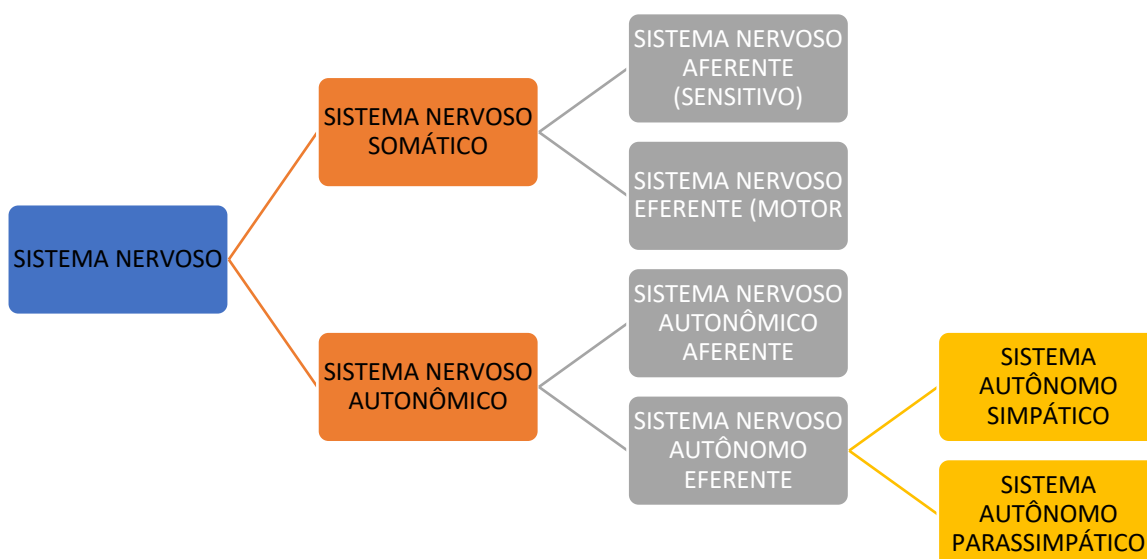 SISTEMA NERVOSO
SISTEMA NERVOSO
SOMÁTICO
SISTEMA NERVOSO
AFERENTE
(SENSITIVO)
SISTEMA NERVOSO
EFERENTE (MOTOR
SISTEMA NERVOSO
AUTONÔMICO
SISTEMA NERVOSO
AUTONÔMICO
AFERENTE
SISTEMA NERVOSO
AUTÔNOMO
EFERENTE
SISTEMA
AUTÔNOMO
SIMPÁTICO
SISTEMA
AUTÔNOMO
PARASSIMPÁTICO